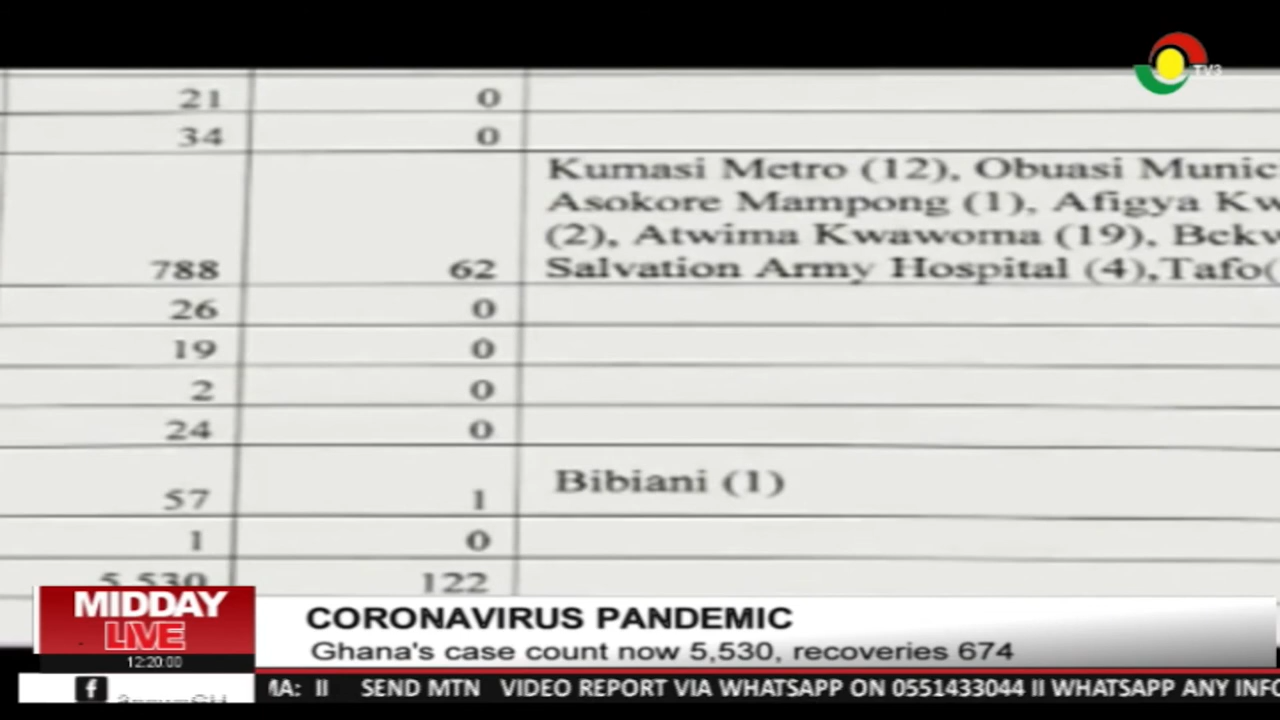 TV3
21 0
34 0
Kumasi Metro (12), Obuasi Munic
Asokore Mampong (1), Afigya Kw
(2), Atwima Kwawoma (19), Bekw
788 62 Salvation Army Hospital (4),Tafo(
26 0
19 0
2 0
24 0
Bibiani (1)
57 1
1 0
5,530 122
MIDDAY
LIVE
12:20:00
CORONAVIRUS PANDEMIC
Ghana's case count now 5,530, recoveries 674
MA: II SEND MTN VIDEO REPORT VIA WHATSAPP ON 0551433044 II WHATSAPP ANY INFO